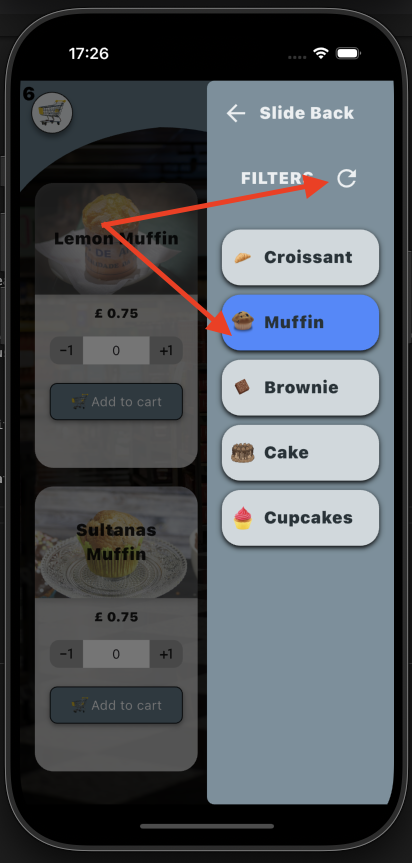 17:26
6
Slide Back
FILTERS
Croissant
Muffin
Brownie
Cake
Cupcakes
Lemon Muffin
£ 0.75
−1 0 +1
Add to cart
Sultanas
Muffin
£ 0.75
−1 0 +1
Add to cart